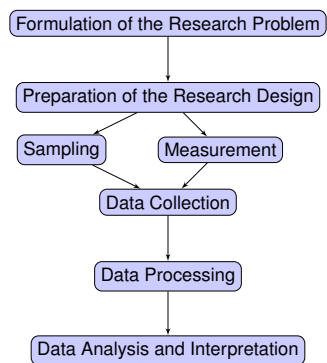 Formulation of the Research Problem
Preparation of the Research Design
Sampling
Measurement
Data Collection
Data Processing
Data Analysis and Interpretation